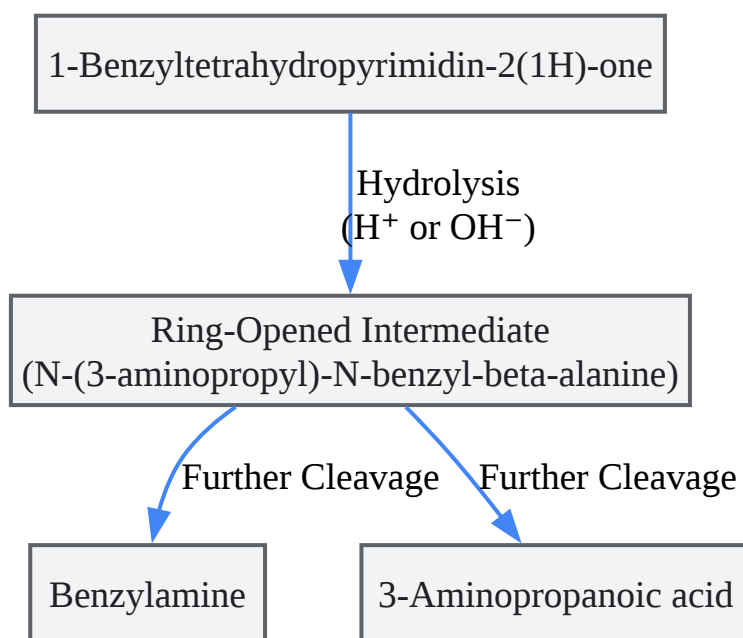 1-Benzyltetrahydropyrimidin-2(1H)-one
Hydrolysis
(H⁺ or OH⁻)
Ring-Opened Intermediate
(N-(3-aminopropyl)-N-benzyl-beta-alanine)
Further Cleavage
Further Cleavage
Benzylamine
3-Aminopropanoic acid